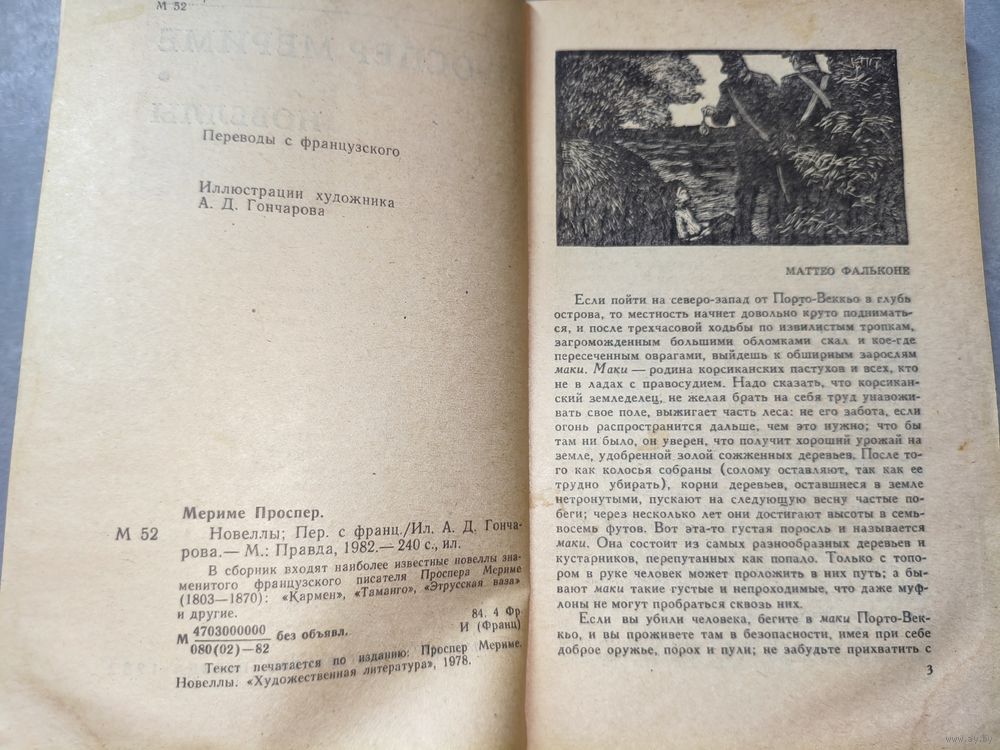 М 52
Переводы с французского
Иллюстрации художника
А. Д. Гончарова
Мериме Проспер.
М 52 Новеллы; Пер. с франц./Ил. А. Д. Гонча-
рова.— М.: Правда, 1982.— 240 с., ил.
В сборник входят наиболее известные новеллы зна-
менитого французского писателя Проспера Мериме
(1803—1870): «Кармен», «Таманго», «Этрусская ваза»
и другие.
84. 4 Фр
М 4703000000 без объявл. И (Франц)
080(02)—82
Текст печатается по изданию: Проспер Мериме.
Новеллы. «Художественная литература», 1978.
МАТТЕО ФАЛЬКОНЕ
Если пойти на северо-запад от Порто-Веккьо в глубь
острова, то местность начнет довольно круто поднимать-
ся, и после трехчасовой ходьбы по извилистым тропкам,
загроможденным большими обломками скал и кое-где
пересеченным оврагами, выйдешь к обширным зарослям
маки. Маки — родина корсиканских пастухов и всех, кто
не в ладах с правосудием. Надо сказать, что корсикан-
ский земледелец, не желая брать на себя труд унавожи-
вать свое поле, выжигает часть леса: не его забота, если
огонь распространится дальше, чем это нужно; что бы
там ни было, он уверен, что получит хороший урожай на
земле, удобренной золой сожженных деревьев. После то-
го как колосья собраны (солому оставляют, так как ее
трудно убирать), корни деревьев, оставшиеся в земле
нетронутыми, пускают на следующую весну частые по-
беги; через несколько лет они достигают высоты в семь-
восемь футов. Вот эта-то густая поросль и называется
маки. Она состоит из самых разнообразных деревьев и
кустарников, перепутанных как попало. Только с топо-
ром в руке человек может проложить в них путь; а бы-
вают маки такие густые и непроходимые, что даже муф-
лоны не могут пробраться сквозь них.
Если вы убили человека, бегите в маки Порто-Век-
кьо, и вы проживете там в безопасности, имея при себе
доброе оружье, порох и пули; не забудьте прихватить с
3
www.ay.by